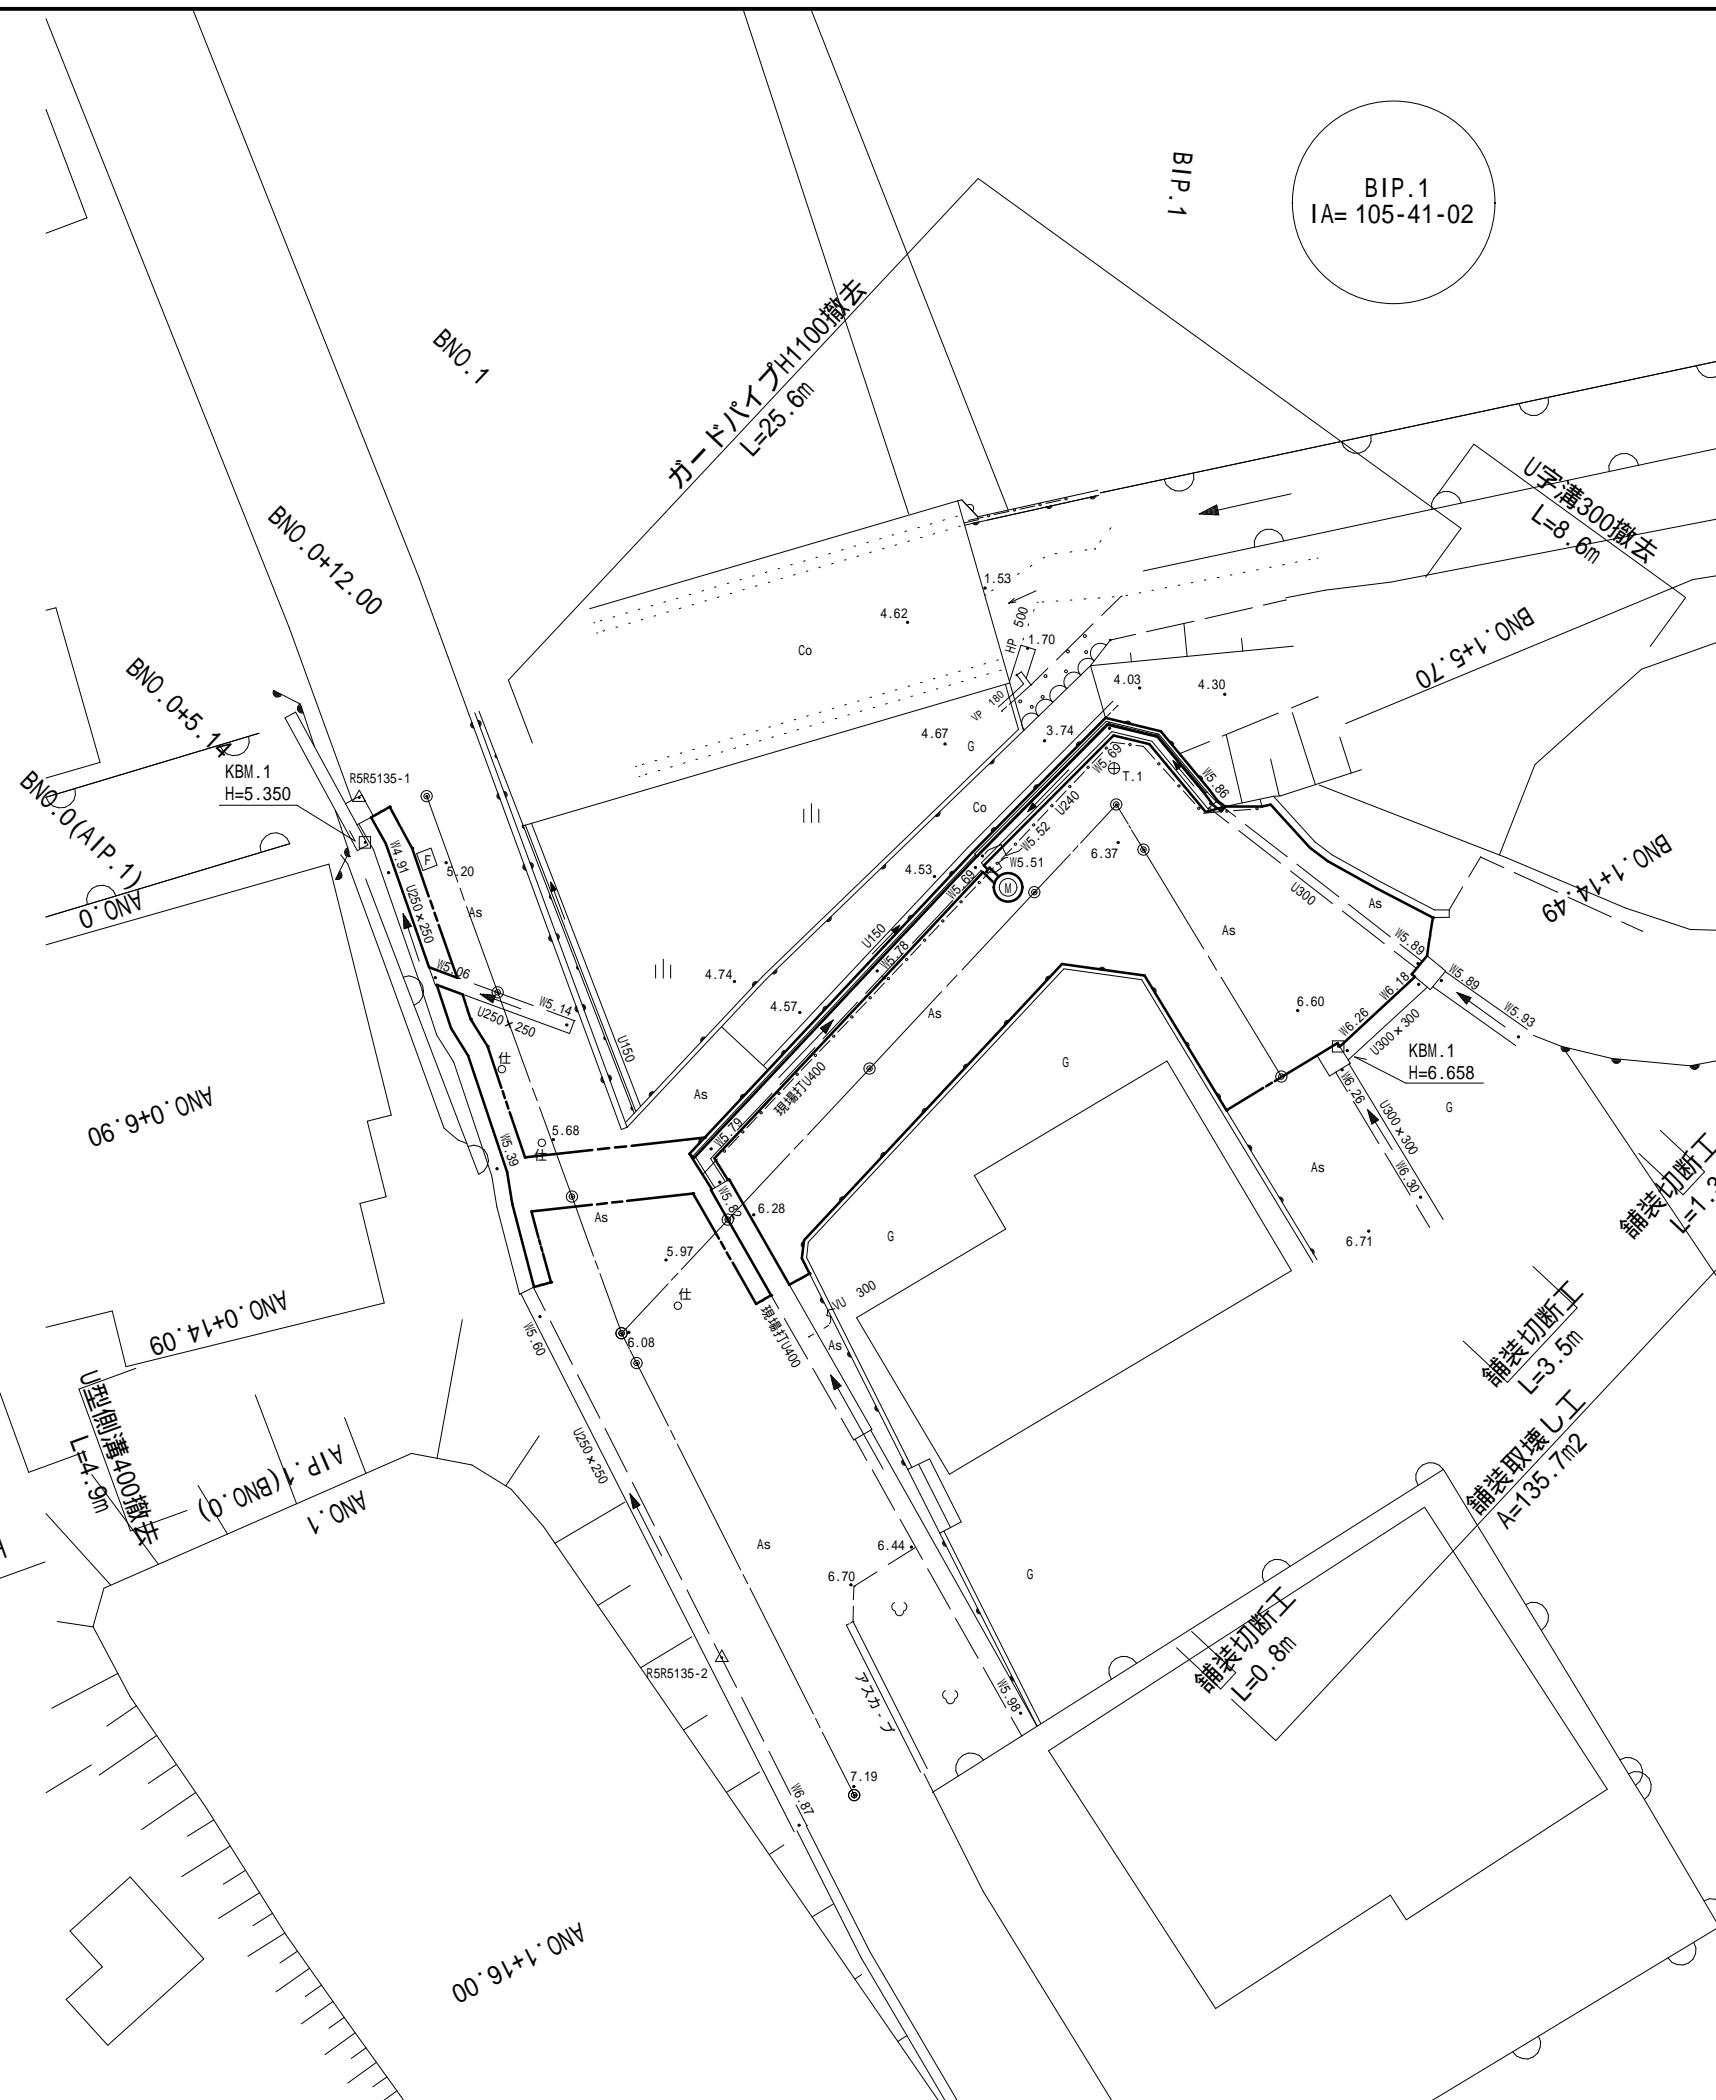 BIP.1
BIP.1
IA= 105-41-02
BNO.1
ガードパイプH1100撤去
L=25.6m
U字溝300撤去
L=8.6m
BNO.0+12.00
1.53
4.62
HP 500
1.70
Co
BNO.1+5.70
BNO.0+5.14
4.03
4.30
VP 180
4.67
G
3.74
KBM.1
H=5.350
R5R5135-1
BNO.0(AIP.1)
W5.69
T.1
W5.86
Co
U240
W5.52
W5.51
6.37
W4.91
F
5.20
4.53
W5.69
M
U300
As
BNO.1+14.49
ANO.0
U250×250
As
U150
W5.78
As
W5.89
W5.89
W5.06
W5.14
U250×250
4.74
4.57
As
6.60
W6.18
W5.93
W6.26
U300×300
KBM.1
H=6.658
仕
U150
G
As
現場打U400
W6.26
U300×300
G
ANO.0+6.90
5.68
仕
W5.79
W5.39
As
W6.30
舗装切断工
As
6.28
5.97
G
6.71
仕
VU 300
ANO.0+14.09
W5.60
6.08
現場打U400
As
舗装切断工
L=3.5m
U型側溝400撤去
L=4.9m
AIP.1(BNO.0)
ANO.1
U250×250
舗装取壊し工
A=135.7m2
As
6.44
6.70
G
舗装切断工
L=0.8m
R5R5135-2
アスカーブ
W5.98
7.19
W6.87
ANO.1+16.00